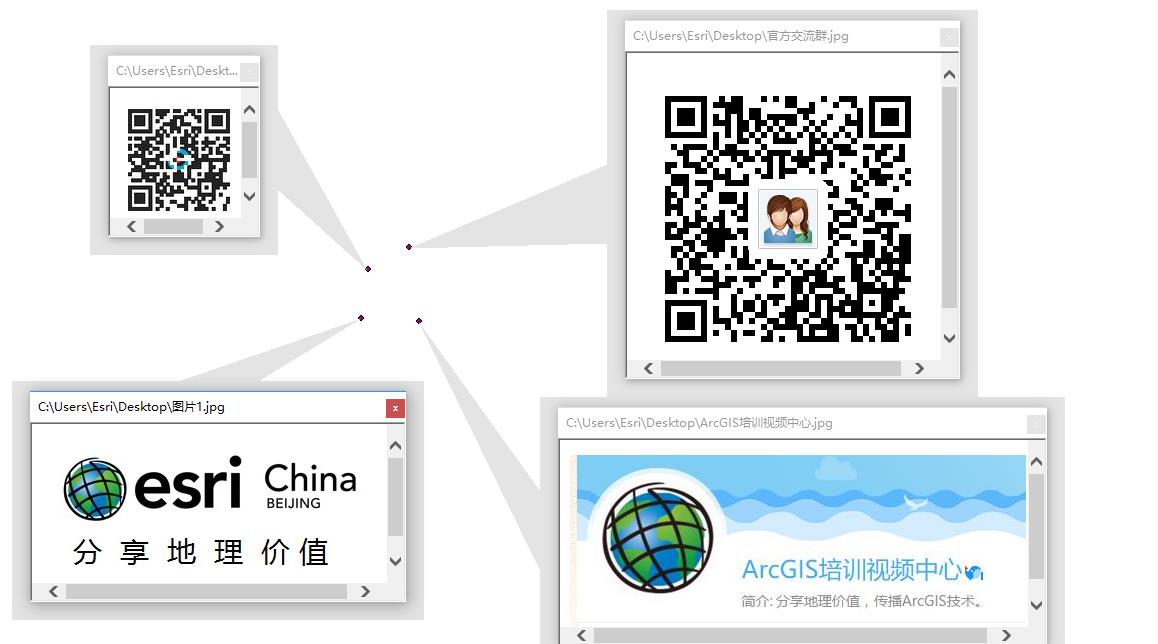 C:\Users\Esri\Deskt...
x
C:\Users\Esri\Desktop\官方交流群.jpg
x
C:\Users\Esri\Desktop\图片1.jpg
x
esri China
BEIJING
分享地理价值
C:\Users\Esri\Desktop\ArcGIS培训视频中心.jpg
x
ArcGIS培训视频中心
简介: 分享地理价值，传播ArcGIS技术。